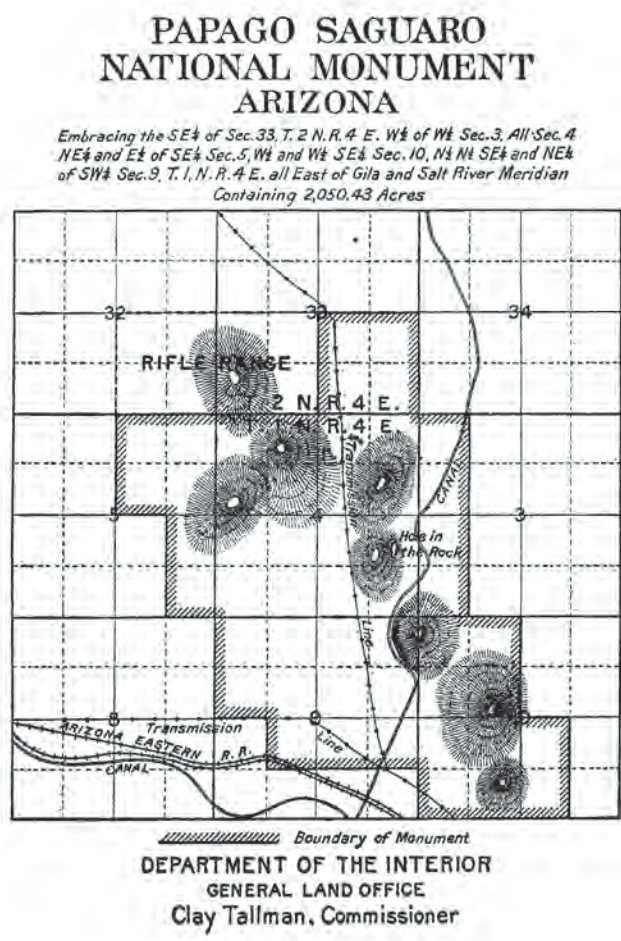 PAPAGO SAGUARO
NATIONAL MONUMENT
ARIZONA
Embracing the SE¼ of Sec. 33, T. 2 N. R. 4 E. W½ of W½ Sec. 3, All Sec. 4
NE¼ and E½ of SE¼ Sec. 5, W½ and W½ SE¼ Sec. 10, N½ N½ SE¼ and NE¼
of SW¼ Sec. 9, T. 1, N. R. 4 E. all East of Gila and Salt River Meridian
Containing 2,050.43 Acres
32
33
34
RIFLE RANGE
T 2 N. R. 4 E.
T 1 N. R. 4 E.
Transmission
CANAL
5
4
3
Hole in
the Rock
Line
8
9
Transmission
Line
ARIZONA EASTERN R. R.
CANAL
Boundary of Monument
DEPARTMENT OF THE INTERIOR
GENERAL LAND OFFICE
Clay Tallman, Commissioner